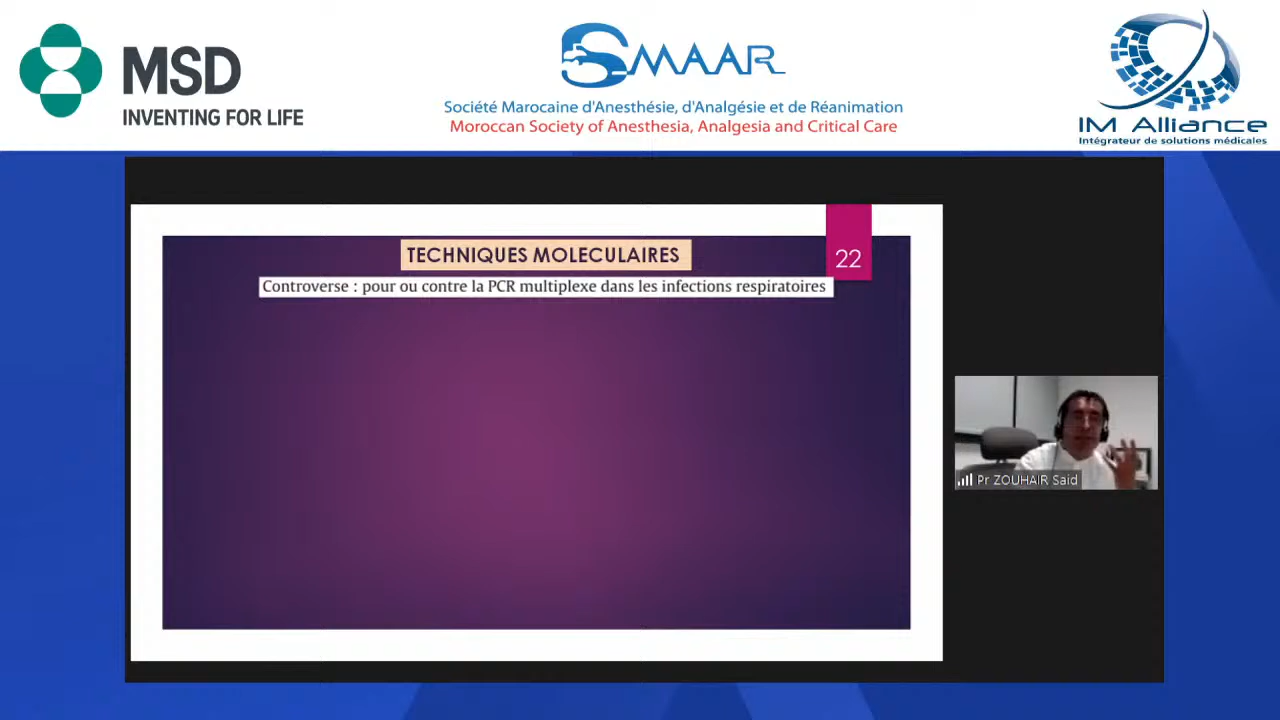 MSD
INVENTING FOR LIFE
SMAAR
Société Marocaine d'Anesthésie, d'Analgésie et de Réanimation
Moroccan Society of Anesthesia, Analgesia and Critical Care
IM Alliance
Intégrateur de solutions médicales
TECHNIQUES MOLECULAIRES
22
Controverse : pour ou contre la PCR multiplexe dans les infections respiratoires
Pr ZOUHAIR Said